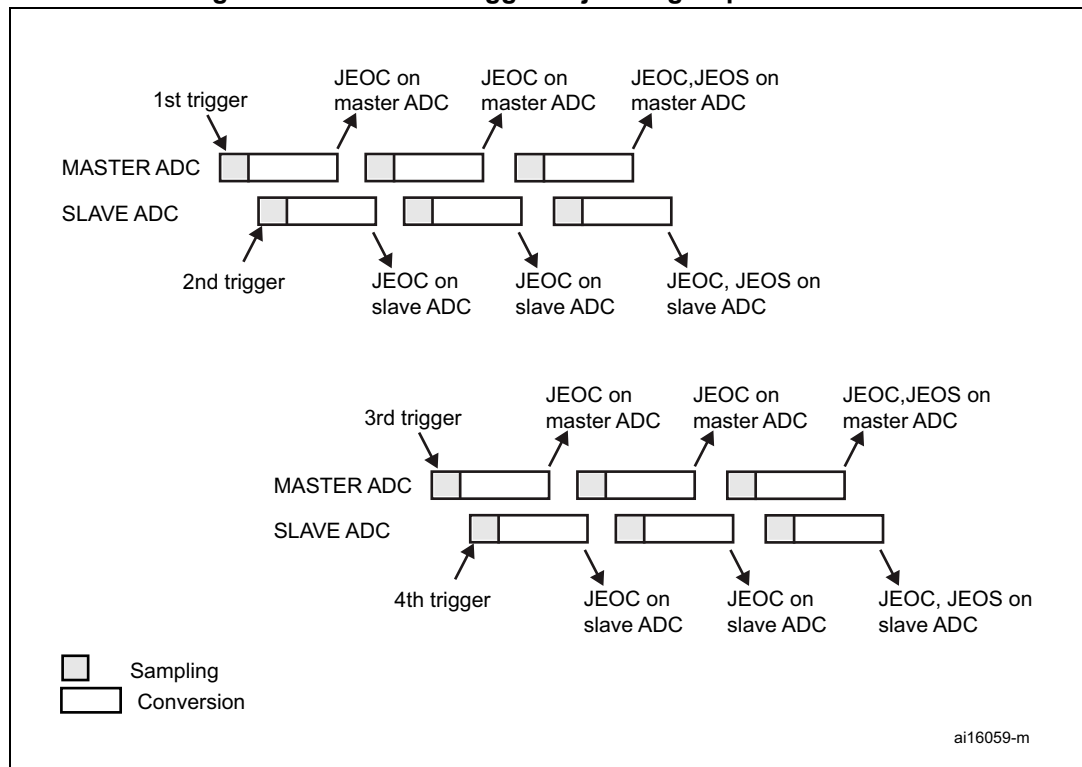 JEOC on
master ADC
JEOC on
master ADC
JEOC,JEOS on
master ADC
1st trigger
MASTER ADC
SLAVE ADC
2nd trigger
JEOC on
slave ADC
JEOC on
slave ADC
JEOC, JEOS on
slave ADC
JEOC on
master ADC
JEOC on
master ADC
JEOC,JEOS on
master ADC
3rd trigger
MASTER ADC
SLAVE ADC
4th trigger
JEOC on
slave ADC
JEOC on
slave ADC
JEOC, JEOS on
slave ADC
Sampling
Conversion
ai16059-m